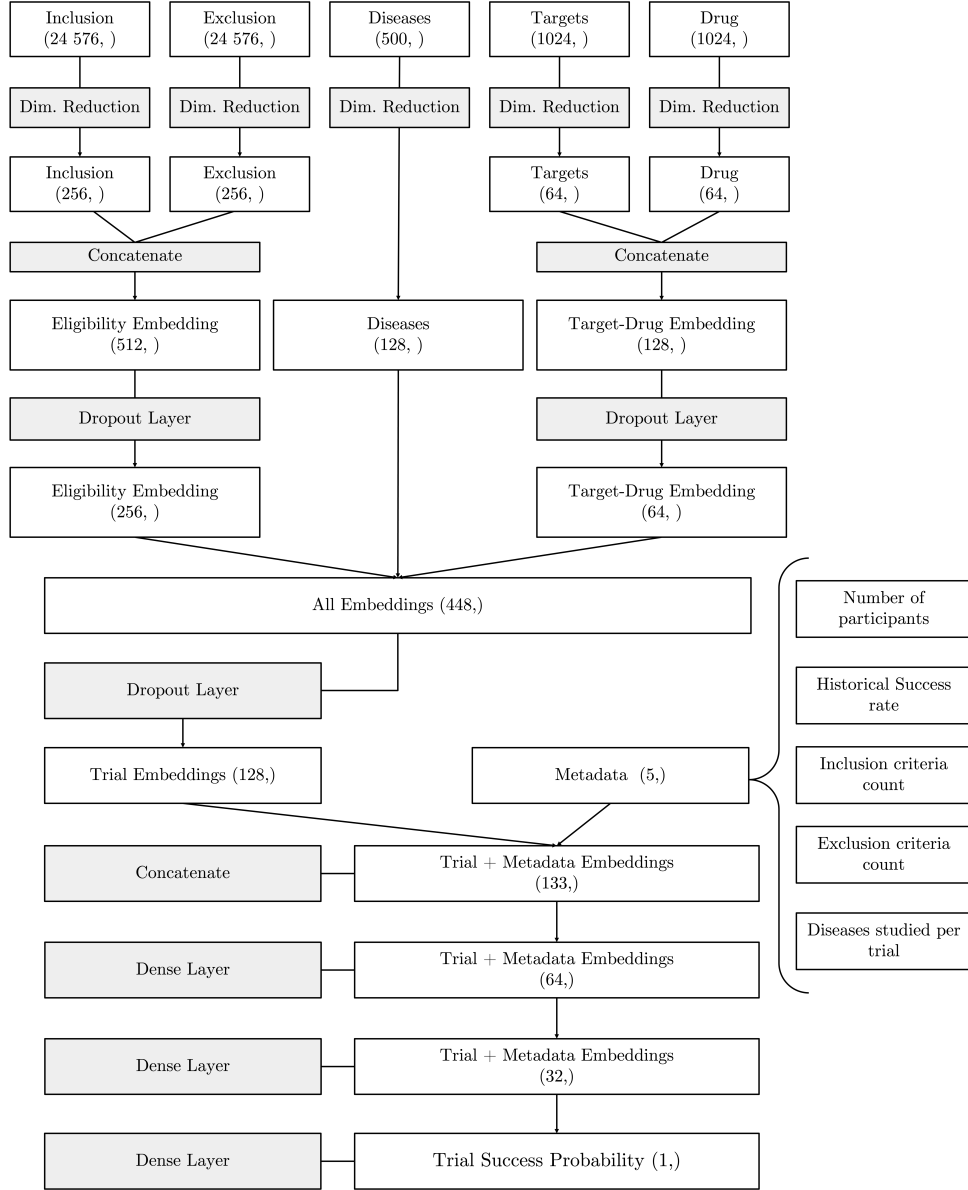 Inclusion
(24 576, )
Exclusion
(24 576, )
Diseases
(500, )
Targets
(1024, )
Drug
(1024, )
Dim. Reduction
Dim. Reduction
Dim. Reduction
Dim. Reduction
Dim. Reduction
Inclusion
(256, )
Exclusion
(256, )
Targets
(64, )
Drug
(64, )
Concatenate
Concatenate
Eligibility Embedding
(512, )
Diseases
(128, )
Target-Drug Embedding
(128, )
Dropout Layer
Dropout Layer
Eligibility Embedding
(256, )
Target-Drug Embedding
(64, )
All Embeddings (448,)
Number of
participants
Dropout Layer
Historical Success
rate
Trial Embeddings (128,)
Metadata (5,)
Inclusion criteria
count
Exclusion criteria
count
Concatenate
Trial + Metadata Embeddings
(133,)
Diseases studied per
trial
Dense Layer
Trial + Metadata Embeddings
(64,)
Dense Layer
Trial + Metadata Embeddings
(32,)
Dense Layer
Trial Success Probability (1,)